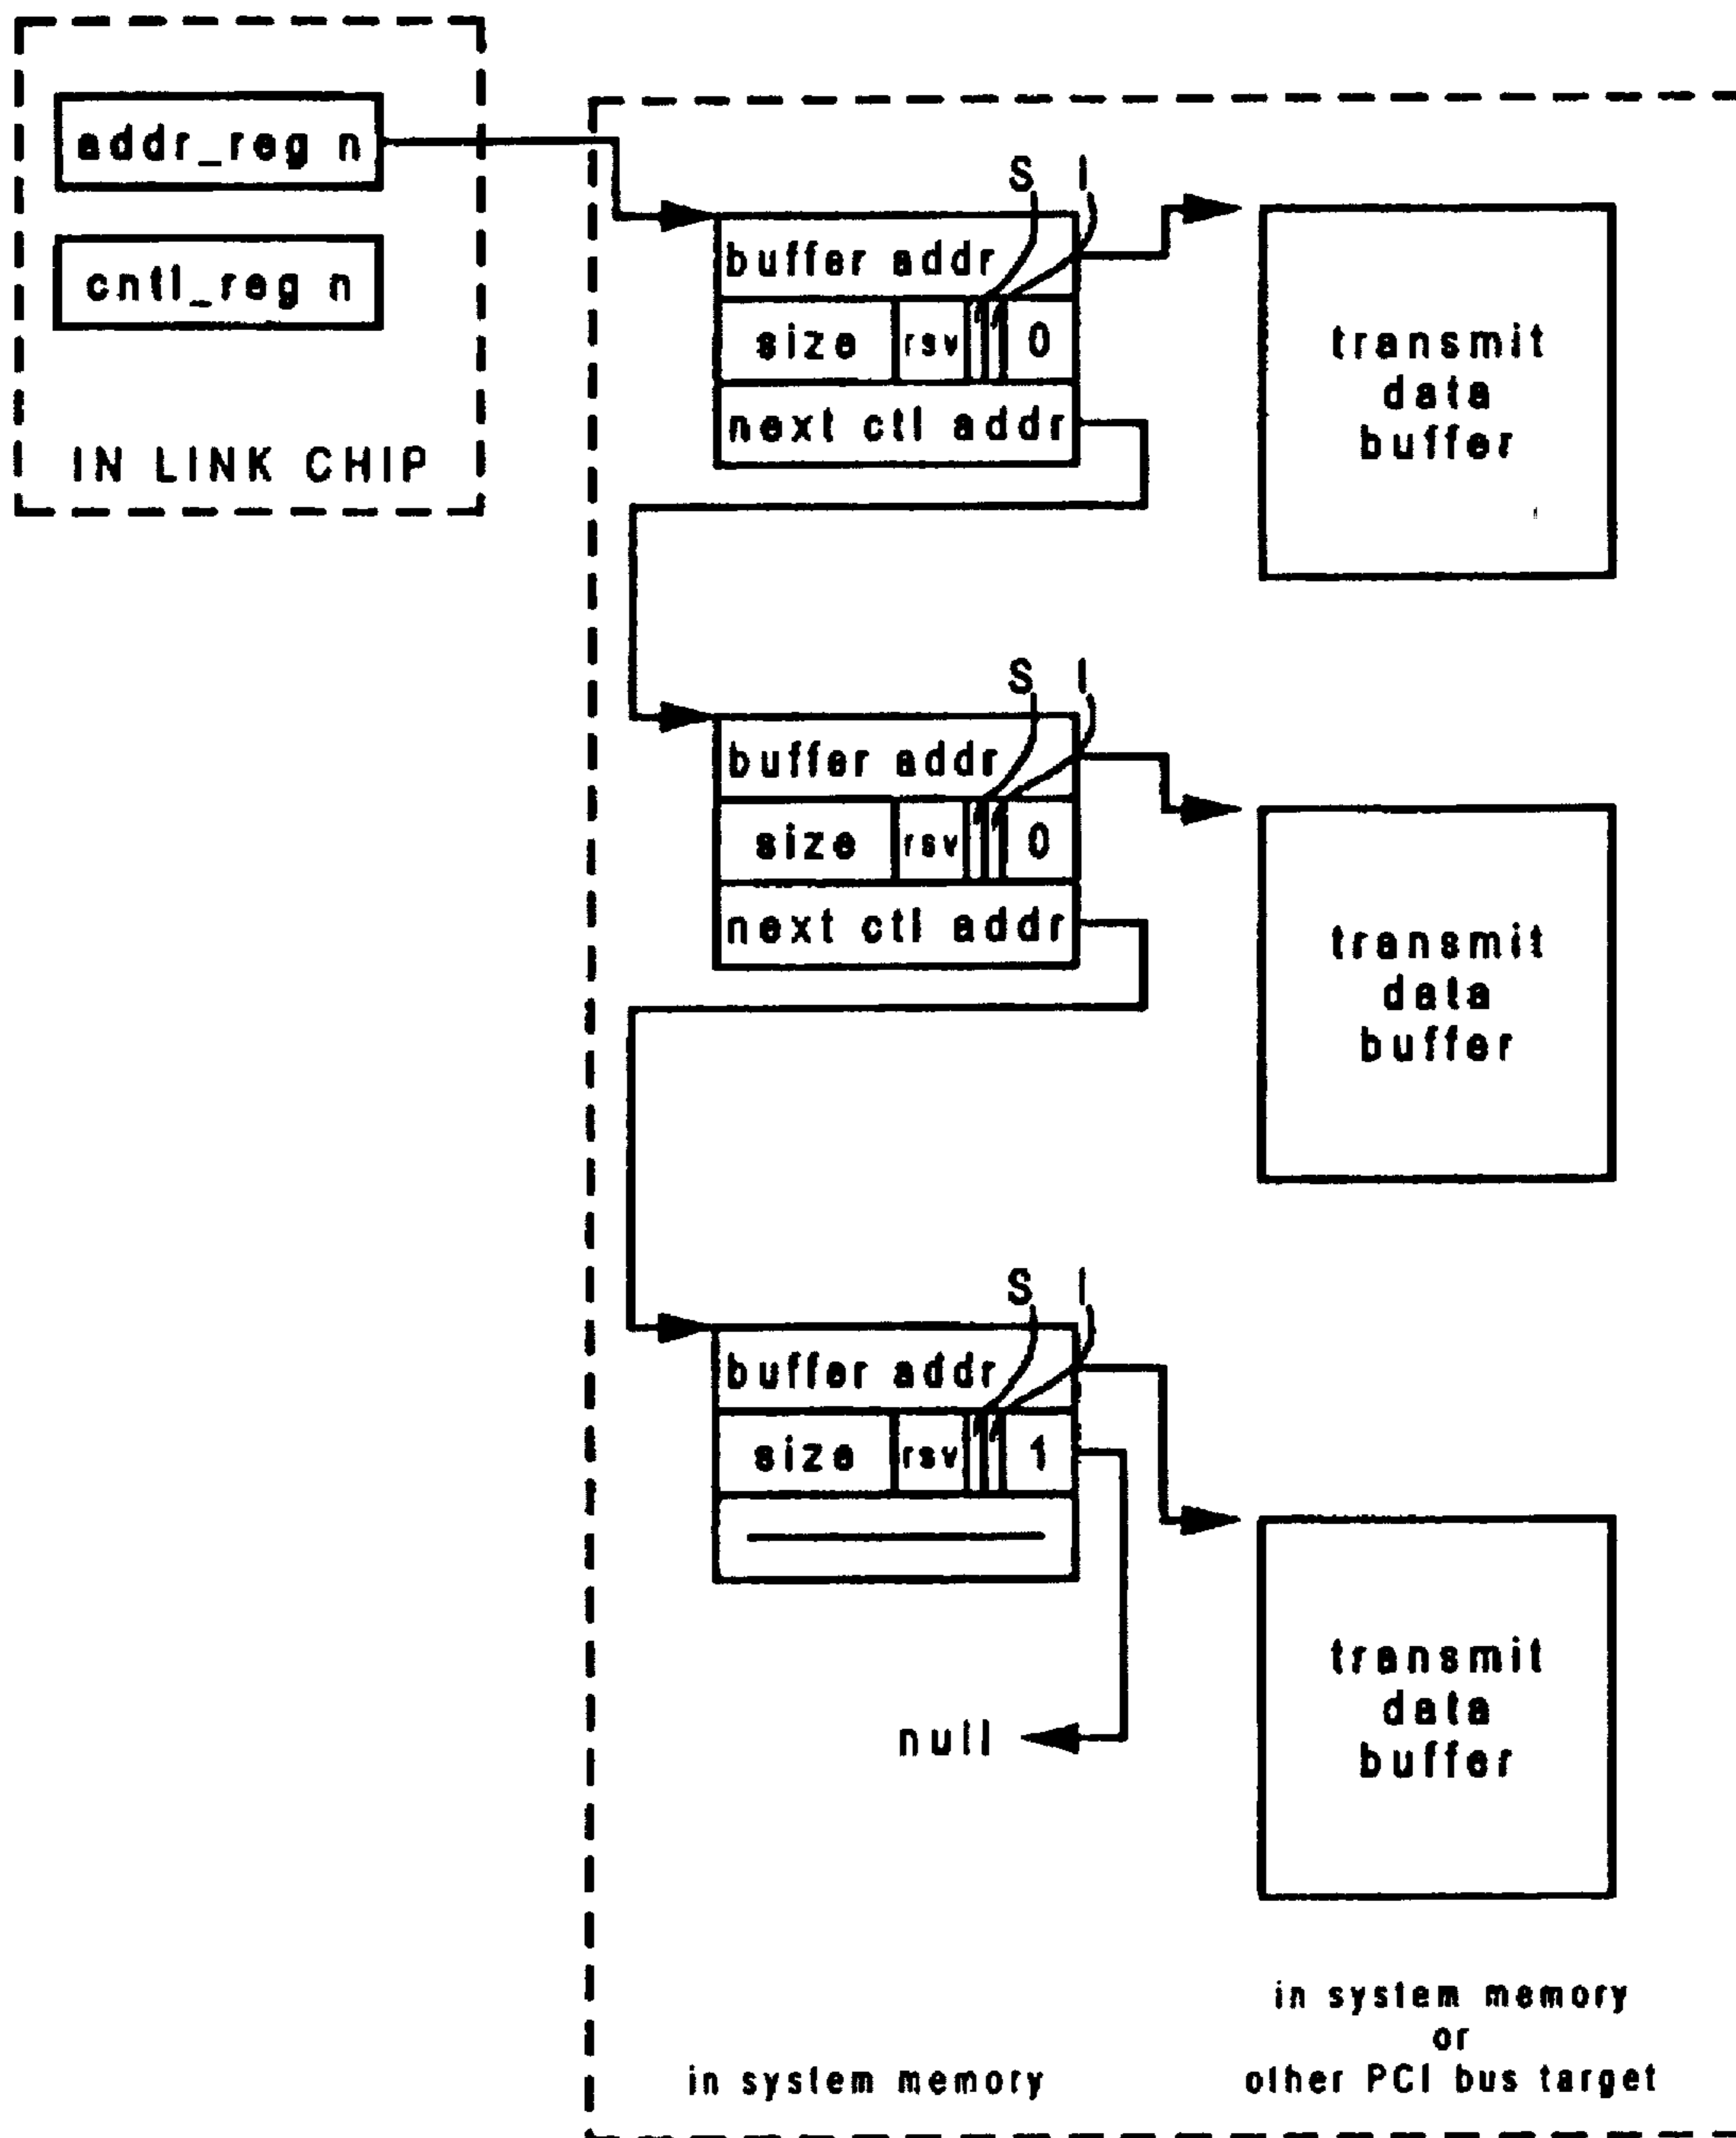 addr_reg n
cntl_reg n
IN LINK CHIP
S I
buffer addr
size rsv 0
next ctl addr
transmit
data
buffer
S I
buffer addr
size rsv 0
next ctl addr
transmit
data
buffer
S I
buffer addr
size rsv 1
null
transmit
data
buffer
in system memory
in system memory
or
other PCI bus target